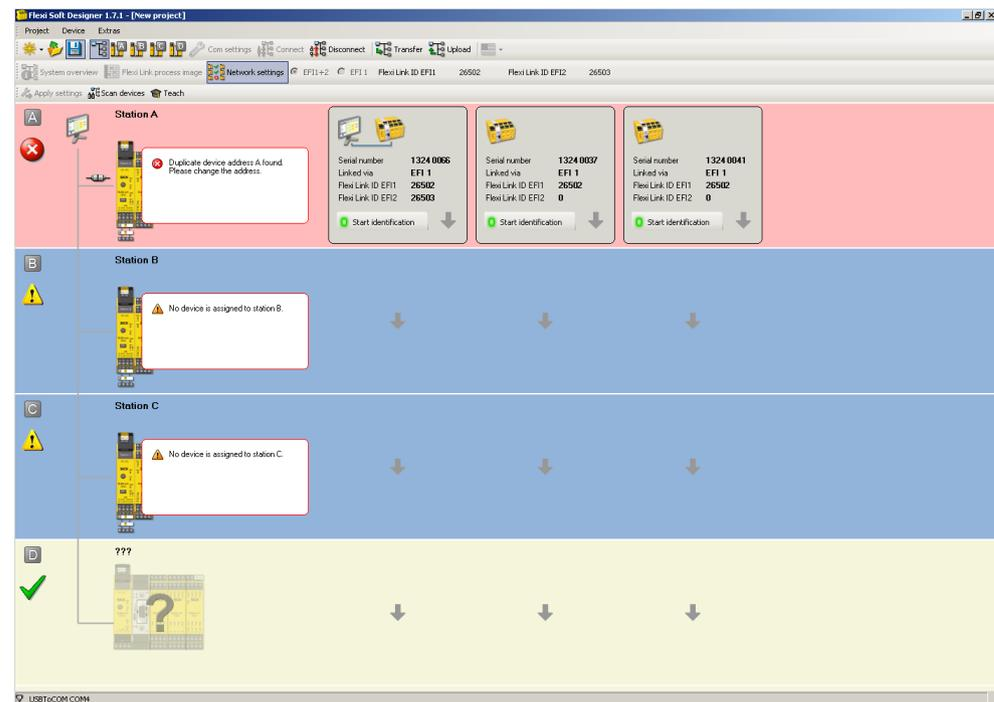 Flexi Soft Designer 1.7.1 - [New project]
Project Device Extras
A B C D Com settings Connect Disconnect Transfer Upload
System overview Flexi Link process image Network settings EFI1+2 EFI 1 Flexi Link ID EFI1 26502 Flexi Link ID EFI2 26503
Apply settings Scan devices Teach
A
Station A
Duplicate device address A found.
Please change the address.
Serial number 1324 0066
Linked via EFI 1
Flexi Link ID EFI1 26502
Flexi Link ID EFI2 26503
Start identification
Serial number 1324 0037
Linked via EFI 1
Flexi Link ID EFI1 26502
Flexi Link ID EFI2 0
Start identification
Serial number 1324 0041
Linked via EFI 1
Flexi Link ID EFI1 26502
Flexi Link ID EFI2 0
Start identification
B
Station B
No device is assigned to station B.
C
Station C
No device is assigned to station C.
D
???
?
USBToCOM COM4